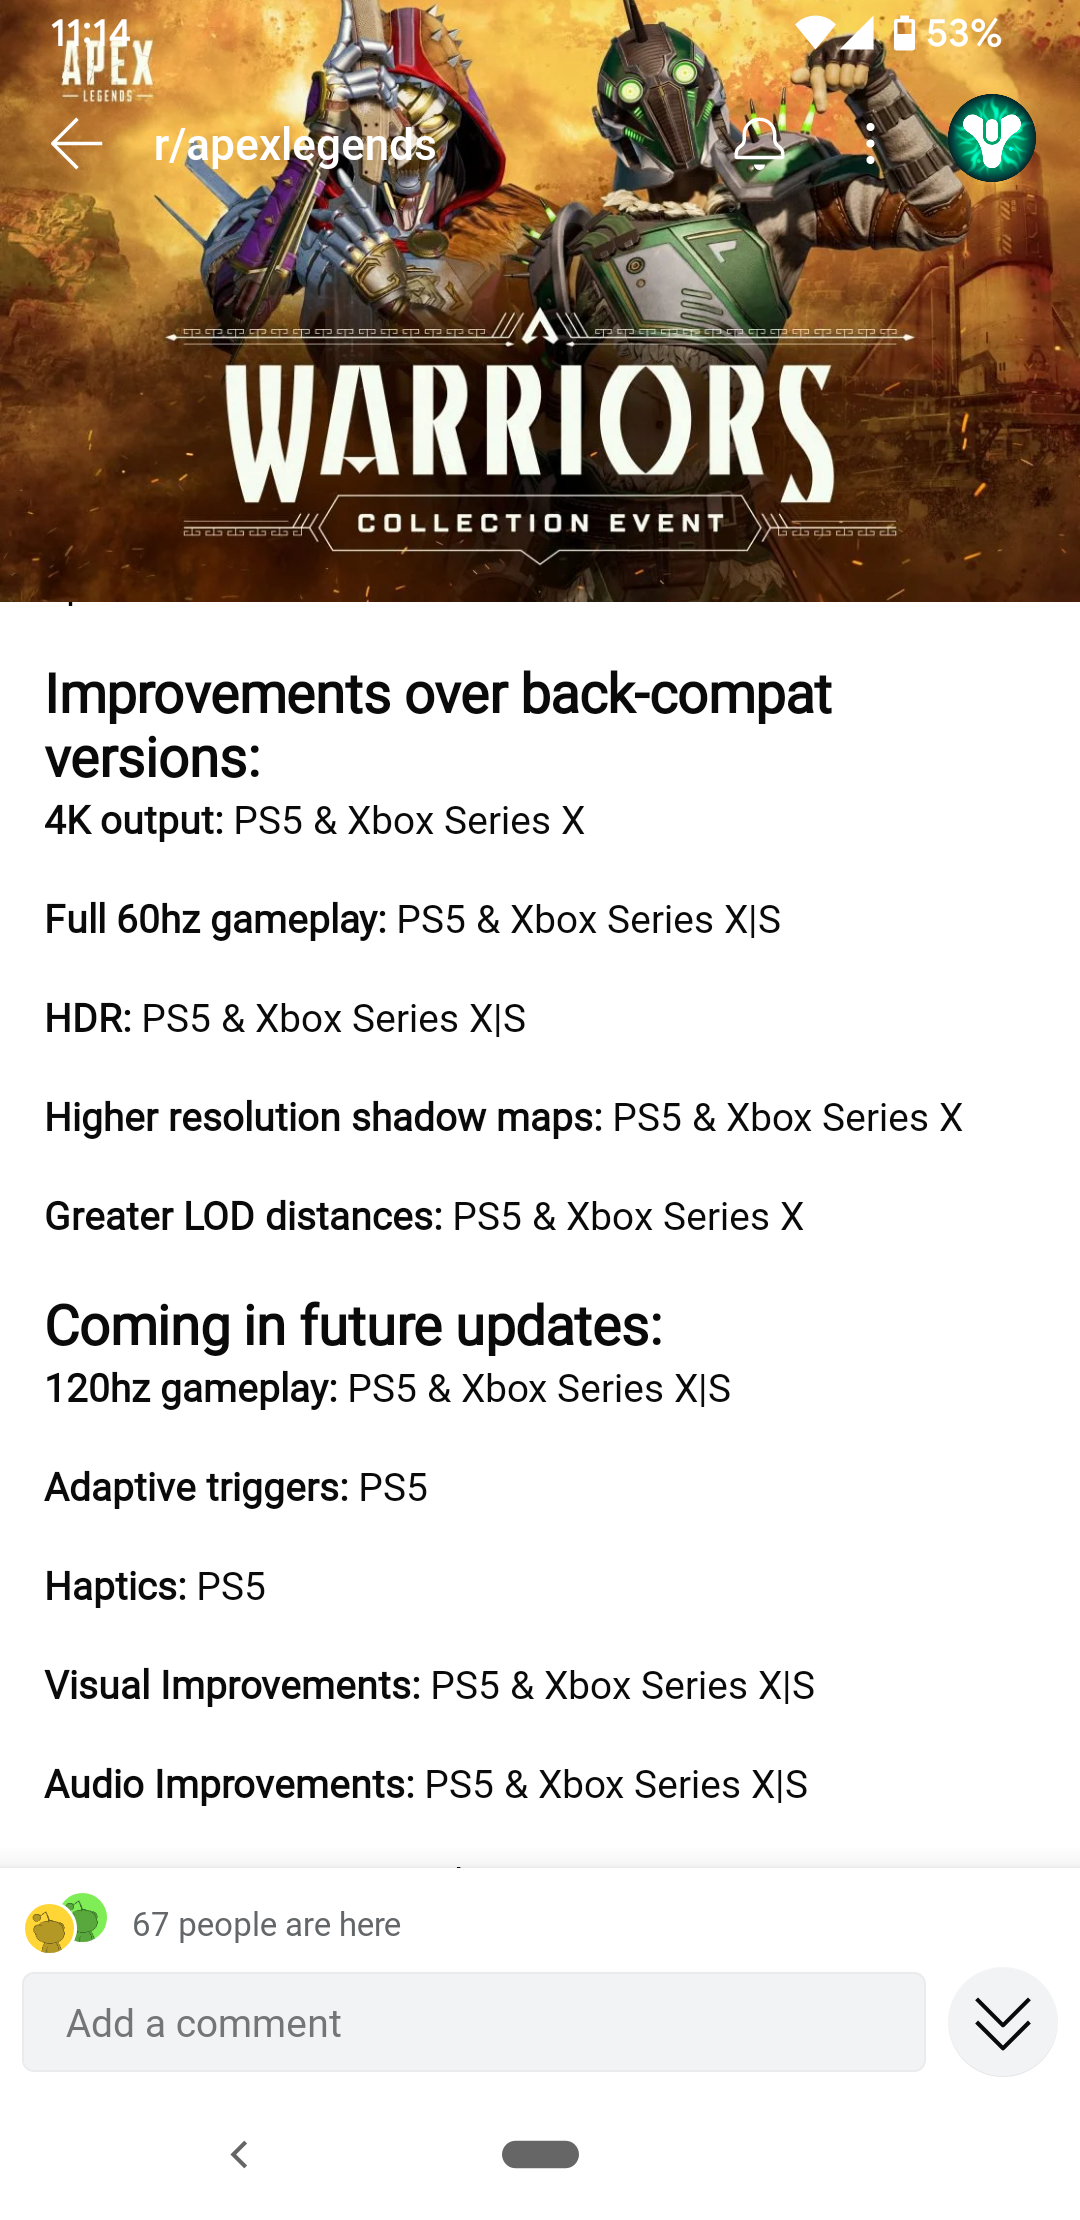 11:14
53%
APEX
LEGENDS
r/apexlegends
WARRIORS
COLLECTION EVENT
Improvements over back-compat
versions:
4K output: PS5 & Xbox Series X
Full 60hz gameplay: PS5 & Xbox Series X|S
HDR: PS5 & Xbox Series X|S
Higher resolution shadow maps: PS5 & Xbox Series X
Greater LOD distances: PS5 & Xbox Series X
Coming in future updates:
120hz gameplay: PS5 & Xbox Series X|S
Adaptive triggers: PS5
Haptics: PS5
Visual Improvements: PS5 & Xbox Series X|S
Audio Improvements: PS5 & Xbox Series X|S
67 people are here
Add a comment